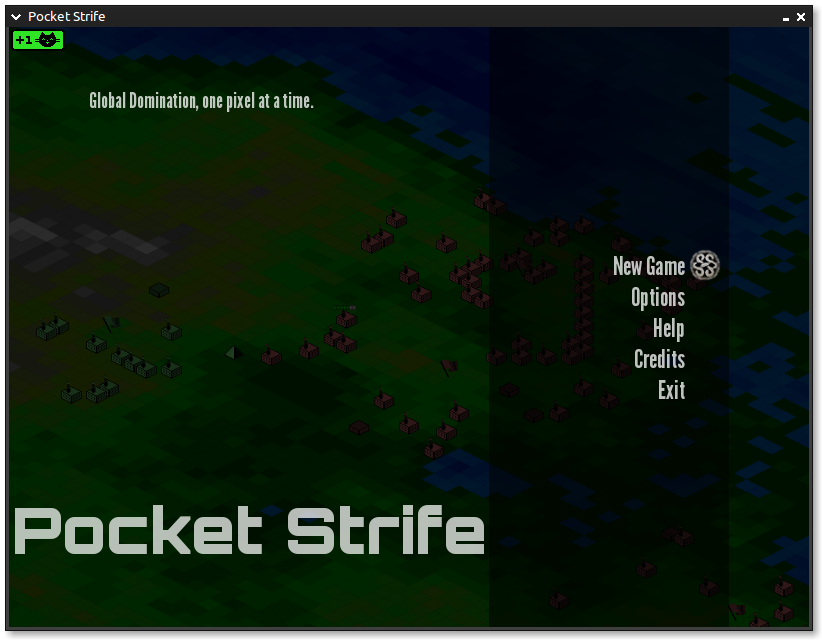 Pocket Strife
+1
Global Domination, one pixel at a time.
New Game
Options
Help
Credits
Exit
Pocket Strife